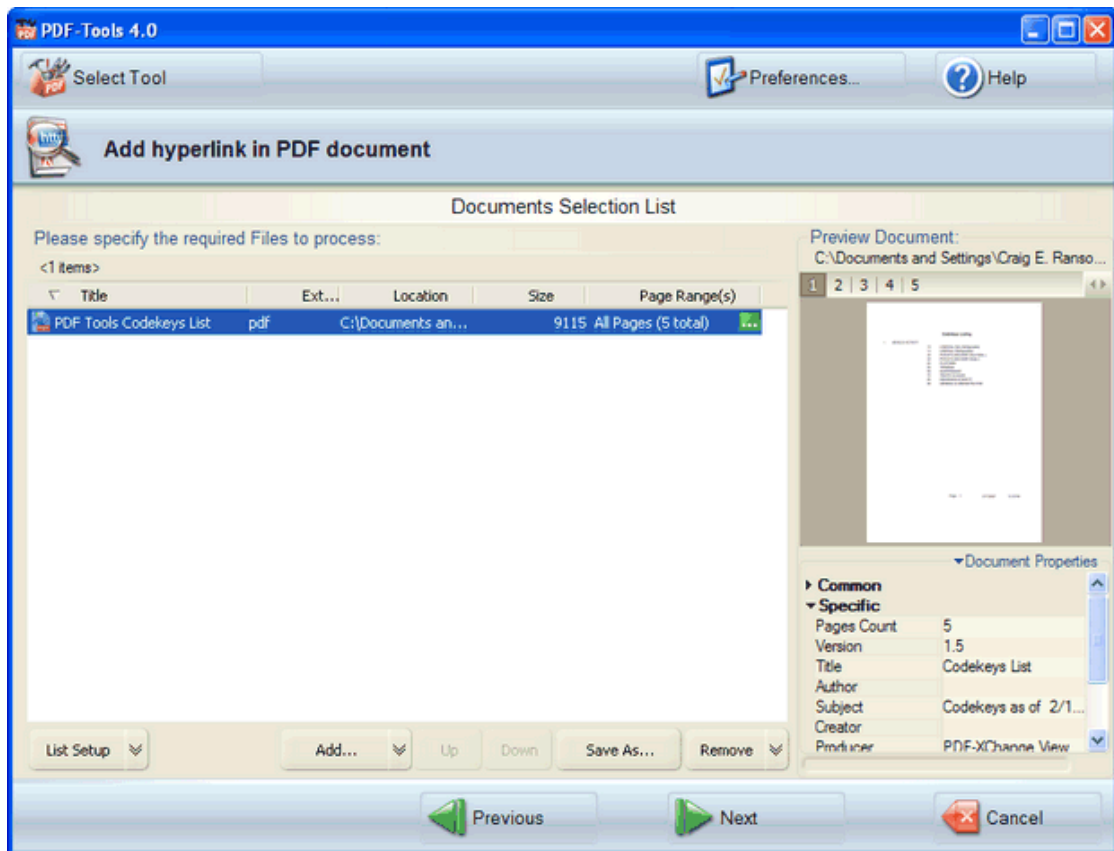 PDF-Tools 4.0
Select Tool
Preferences...
Help
Add hyperlink in PDF document
Documents Selection List
Please specify the required Files to process:
<1 items>
Title Ext... Location Size Page Range(s)
PDF Tools Codekeys List pdf C:\Documents an... 9115 All Pages (5 total) ...
Preview Document:
C:\Documents and Settings\Craig E. Ranso...
1 2 3 4 5
Document Properties
Common
Specific
Pages Count 5
Version 1.5
Title Codekeys List
Author
Subject Codekeys as of 2/1...
Creator
Producer PDF-XChange View
List Setup
Add...
Up
Down
Save As...
Remove
Previous
Next
Cancel